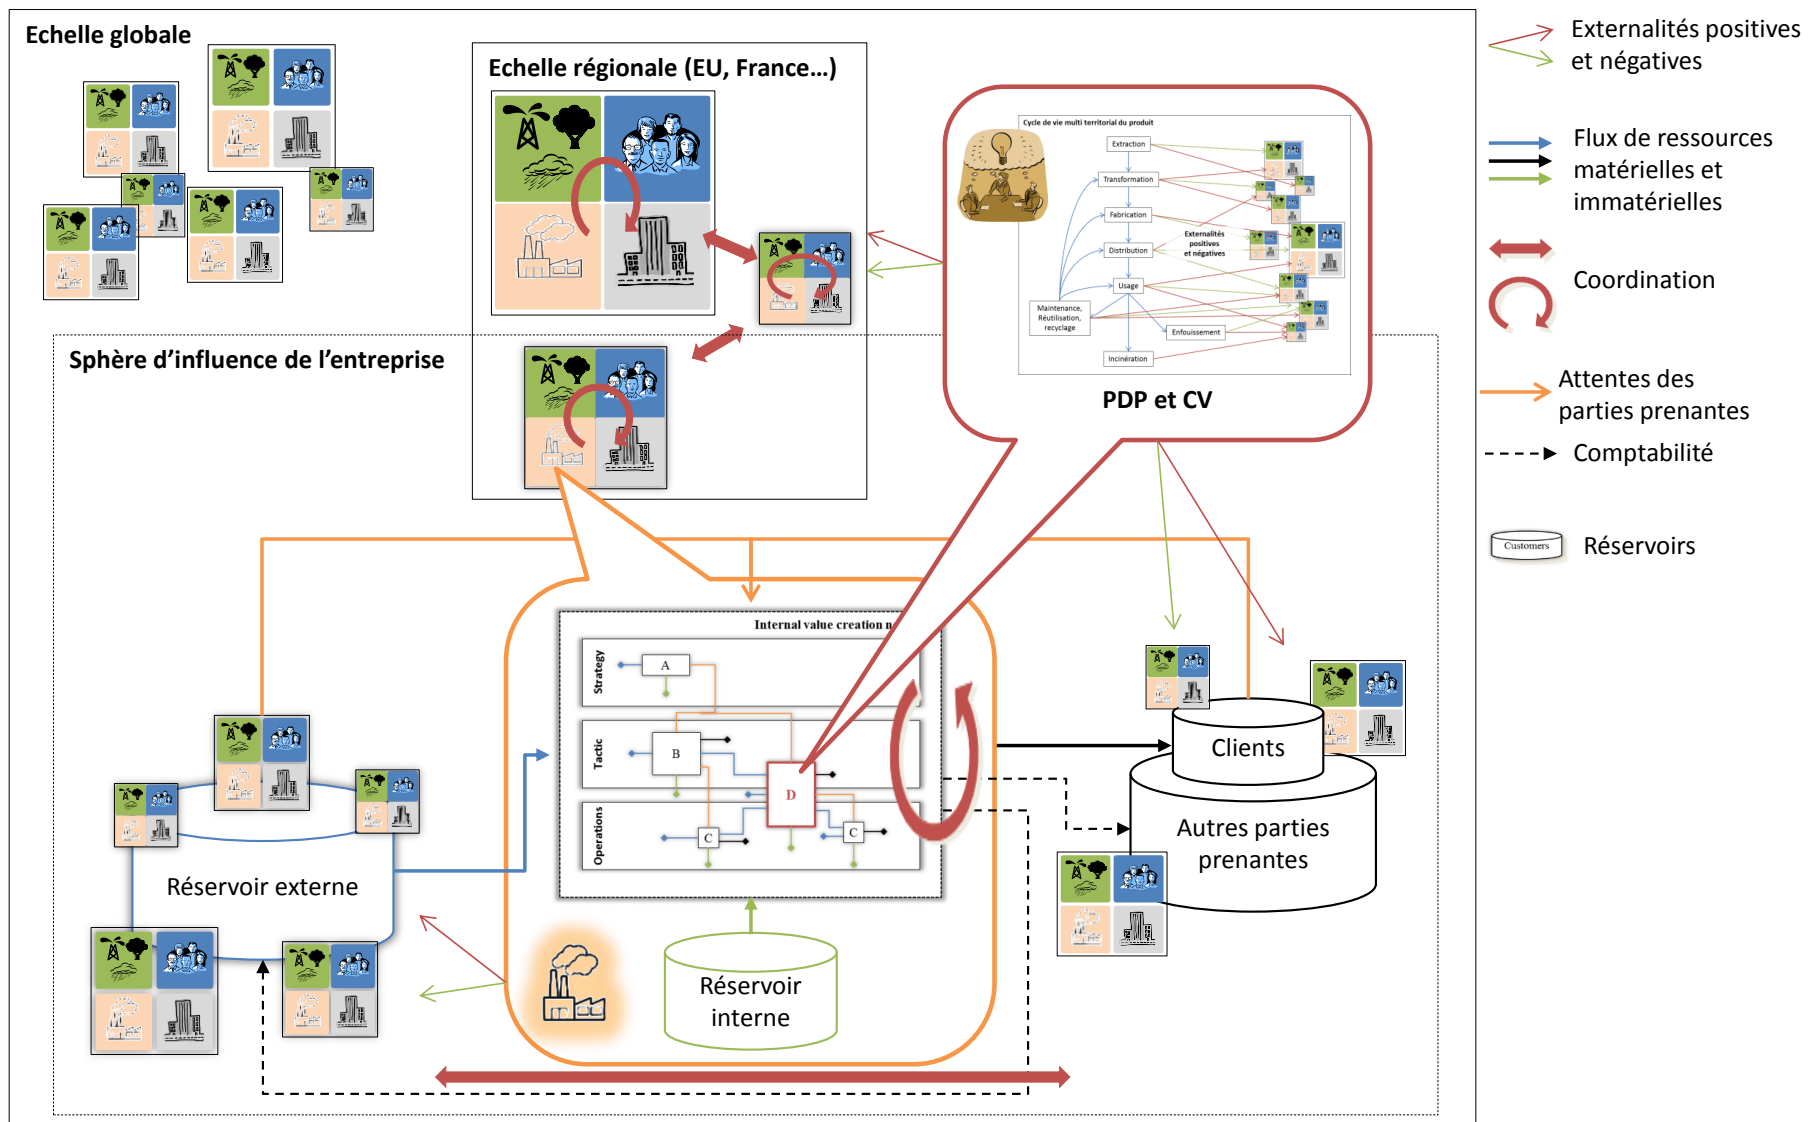 Echelle globale
Echelle régionale (EU, France…)
Sphère d’influence de l’entreprise
Cycle de vie multi territorial du produit
Extraction
Transformation
Fabrication
Distribution
Externalités
positives
et négatives
Usage
Maintenance,
Réutilisation,
recyclage
Enfouissement
Incinération
PDP et CV
Internal value creation n
Strategy
A
Tactic
B
D
Operations
C
C
Réservoir externe
Réservoir
interne
Clients
Autres parties
prenantes
Externalités positives
et négatives
Flux de ressources
matérielles et
immatérielles
Coordination
Attentes des
parties prenantes
Comptabilité
Customers
Réservoirs